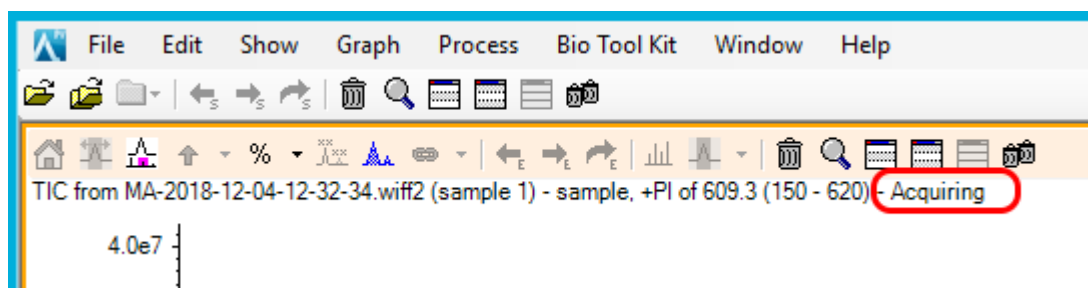 File Edit Show Graph Process Bio Tool Kit Window Help
S S S
% E E E
TIC from MA-2018-12-04-12-32-34.wiff2 (sample 1) - sample, +PI of 609.3 (150 - 620) - Acquiring
4.0e7